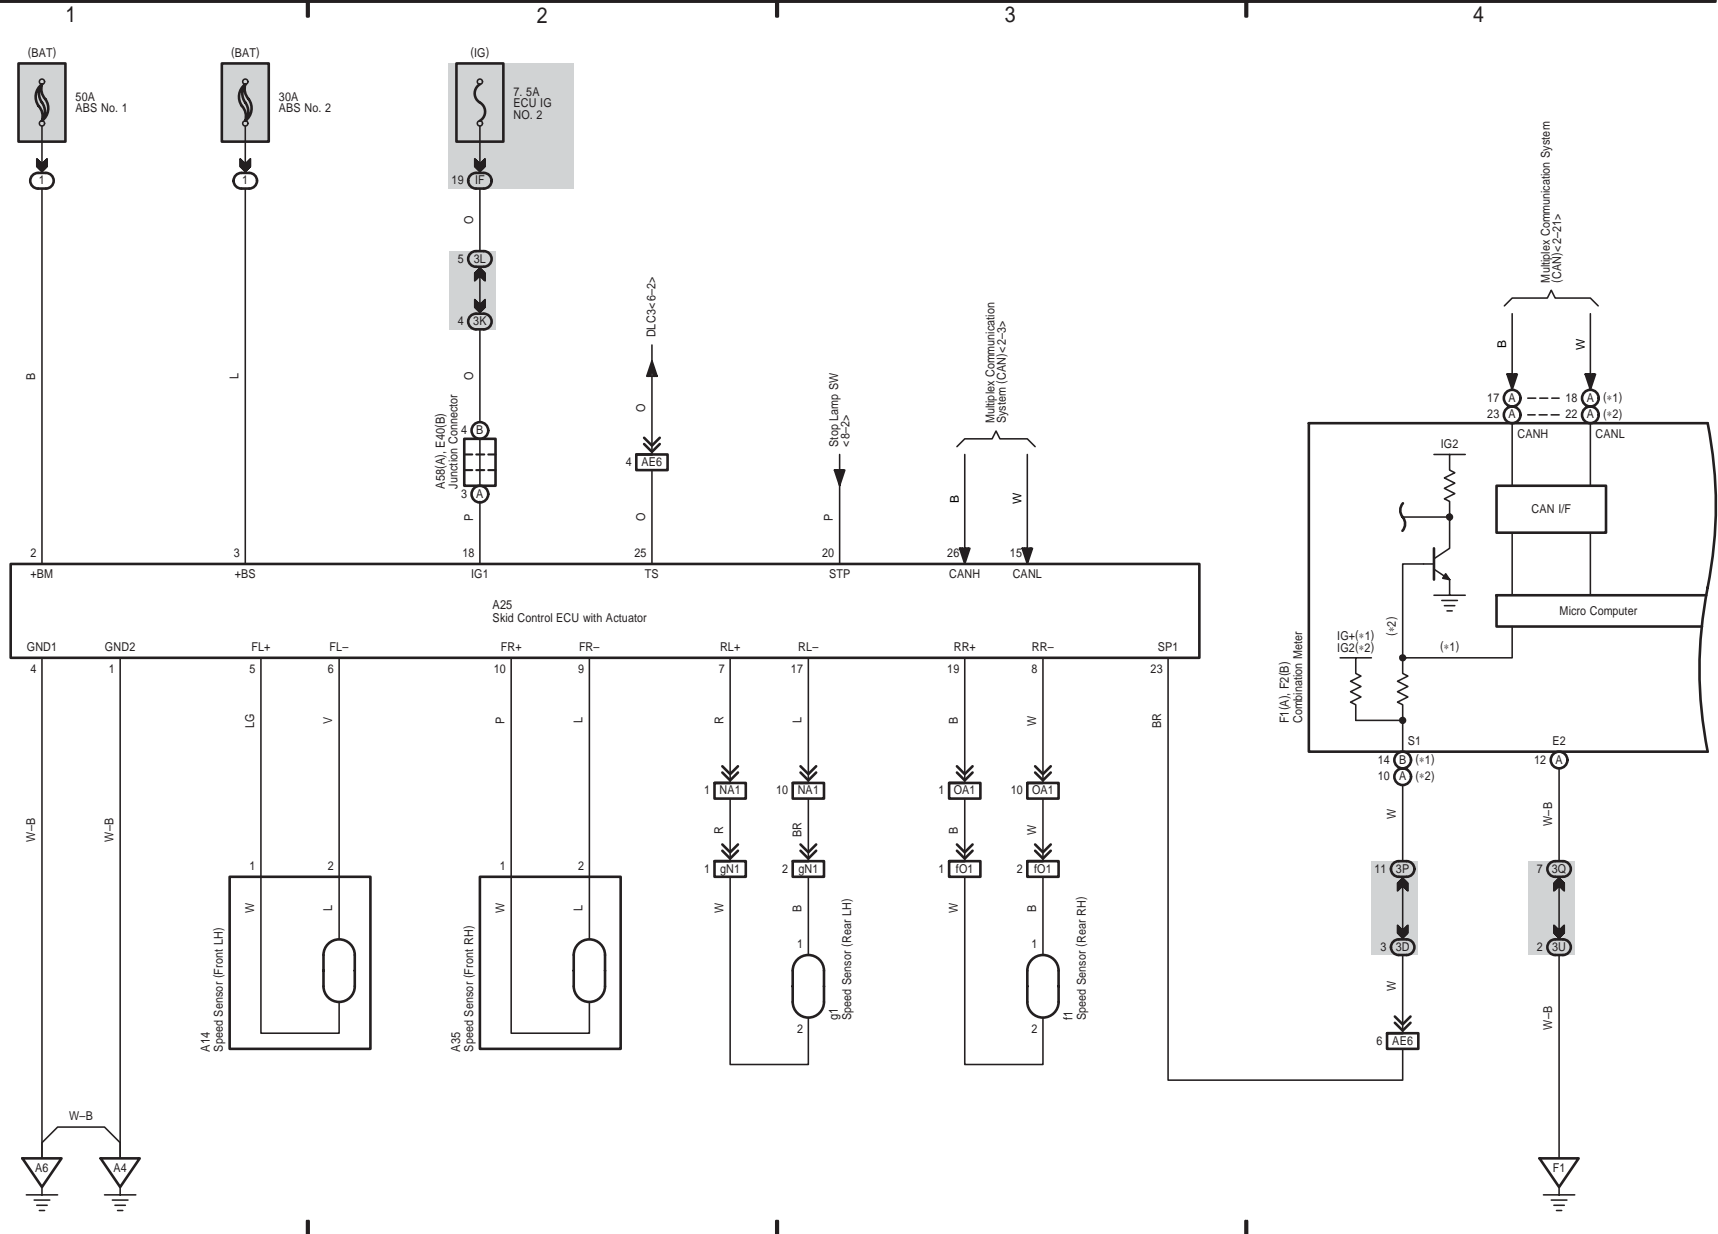 1
2
3
4
(BAT)
(BAT)
(IG)
50A
ABS No. 1
30A
ABS No. 2
7. 5A
ECU IG
NO. 2
1
1
19 IF
O
5 3L
4 3K
O
B
L
A58(A), E40(B)
Junction Connector
4 B
3 A
P
DLC3<6–2>
O
4 AE6
O
Stop Lamp SW
<8–2>
P
Multiplex Communication
System (CAN)<2–3>
B
W
Multiplex Communication System
(CAN)<2–21>
B
W
17 A 18 A (*1)
23 A 22 A (*2)
CANH
CANL
IG2
CAN I/F
Micro Computer
(*2)
IG+(*1)
IG2(*2)
(*1)
F1(A), F2(B)
Combination Meter
S1
E2
14 B (*1)
10 A (*2)
12 A
2
3
18
25
20
26
15
+BM
+BS
IG1
TS
STP
CANH
CANL
A25
Skid Control ECU with Actuator
GND1
GND2
FL+
FL–
FR+
FR–
RL+
RL–
RR+
RR–
SP1
4
1
5
6
10
9
7
17
19
8
23
LG
V
P
L
R
L
B
W
BR
W–B
W–B
1 NA1
10 NA1
1 OA1
10 OA1
R
BR
B
W
1 gN1
2 gN1
1 fO1
2 fO1
1
2
1
2
W
L
W
L
W
B
W
B
A14
Speed Sensor (Front LH)
A35
Speed Sensor (Front RH)
1
2
g1
Speed Sensor (Rear LH)
1
2
f1
Speed Sensor (Rear RH)
W
W–B
11 3P
3 3D
7 3Q
2 3U
W
W–B
6 AE6
W–B
A6
A4
F1